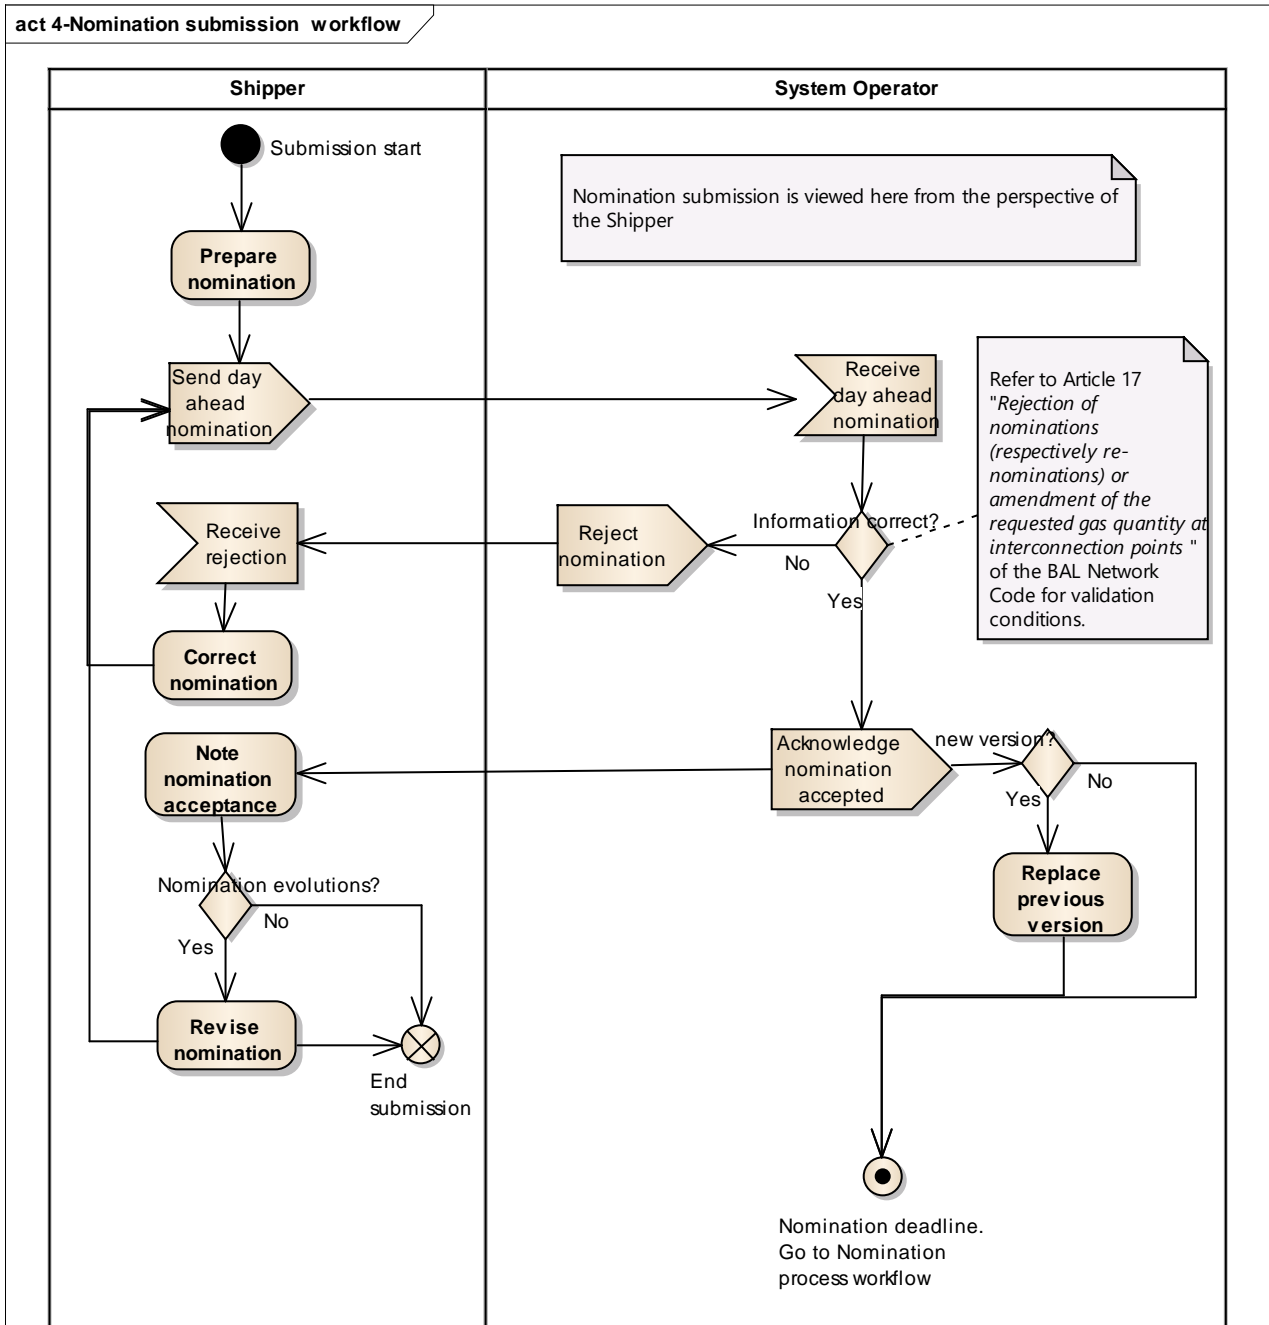 act 4-Nomination submission workflow
Shipper
System Operator
Submission start
Nomination submission is viewed here from the perspective of
the Shipper
Prepare
nomination
Send day
ahead
nomination
Receive
day ahead
nomination
Refer to Article 17
"Rejection of
nominations
(respectively re-
nominations) or
amendment of the
requested gas quantity at
interconnection points "
of the BAL Network
Code for validation
conditions.
Receive
rejection
Reject
nomination
Information correct?
No
Yes
Correct
nomination
Note
nomination
acceptance
Acknowledge
nomination
accepted
new version?
No
Yes
Nomination evolutions?
No
Yes
Replace
previous
version
Revise
nomination
End
submission
Nomination deadline.
Go to Nomination
process workflow